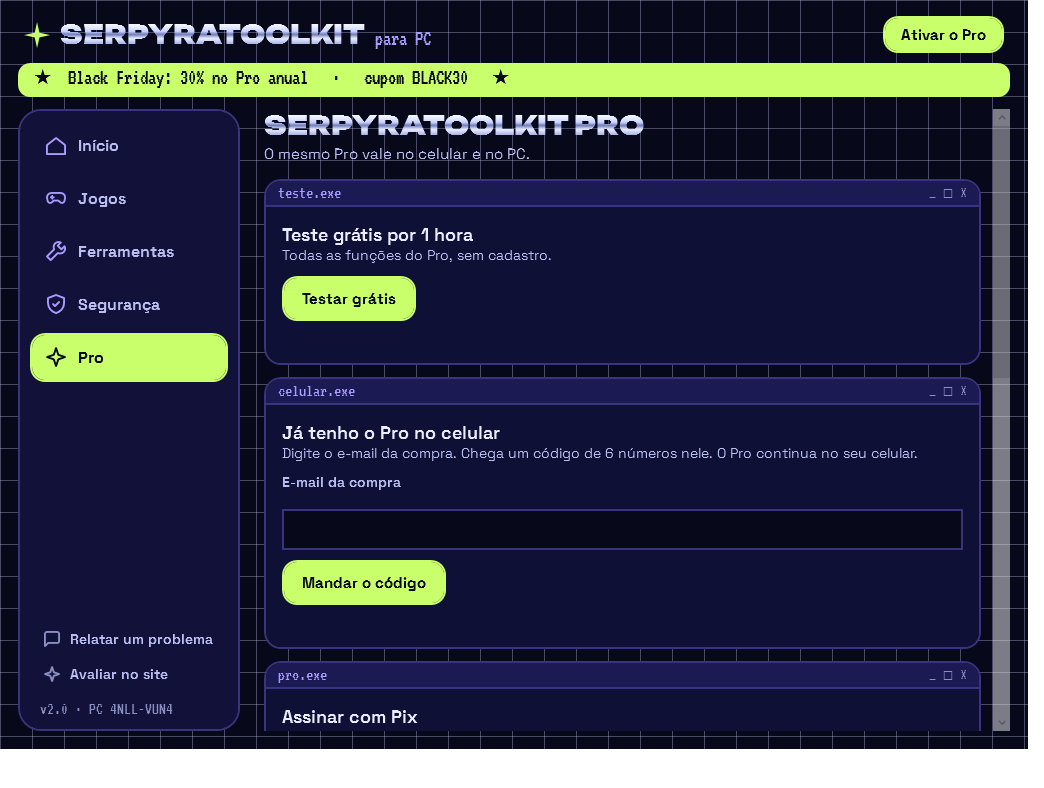 SERPYRATOOLKIT para PC
Ativar o Pro
★ Black Friday: 30% no Pro anual · cupom BLACK30 ★
Início
Jogos
Ferramentas
Segurança
Pro
Relatar um problema
Avaliar no site
v2.0 · PC 4NLL-VUN4
SERPYRATOOLKIT PRO
O mesmo Pro vale no celular e no PC.
teste.exe _ □ X
Teste grátis por 1 hora
Todas as funções do Pro, sem cadastro.
Testar grátis
celular.exe _ □ X
Já tenho o Pro no celular
Digite o e-mail da compra. Chega um código de 6 números nele. O Pro continua no seu celular.
E-mail da compra
Mandar o código
pro.exe _ □ X
Assinar com Pix